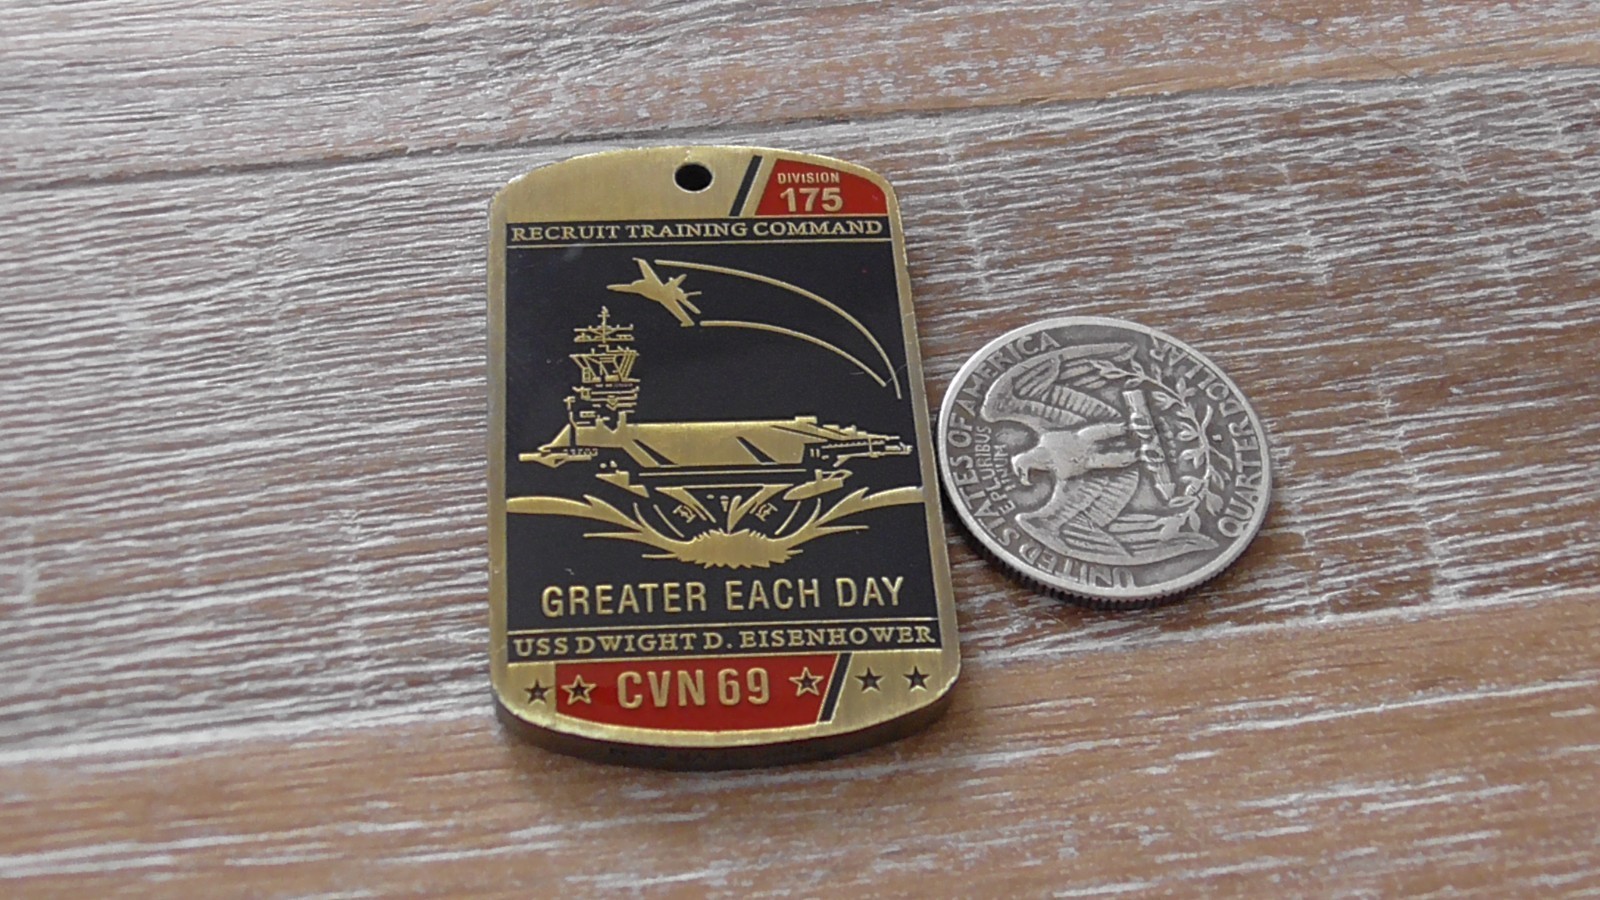 DIVISION
175
RECRUIT TRAINING COMMAND
GREATER EACH DAY
USS DWIGHT D. EISENHOWER
CVN 69
UNITED STATES OF AMERICA
E PLURIBUS
UNUM
QUARTER DOLLAR